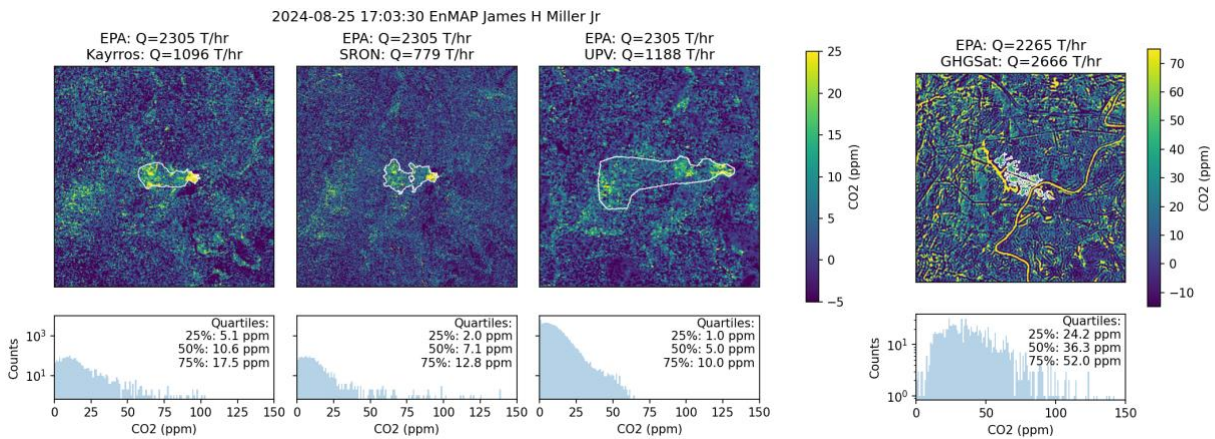 2024-08-25 17:03:30 EnMAP James H Miller Jr
EPA: Q=2305 T/hr
Kayrros: Q=1096 T/hr
EPA: Q=2305 T/hr
SRON: Q=779 T/hr
EPA: Q=2305 T/hr
UPV: Q=1188 T/hr
25
20
15
10
5
0
−5
CO2 (ppm)
EPA: Q=2265 T/hr
GHGSat: Q=2666 T/hr
70
60
50
40
30
20
10
0
−10
CO2 (ppm)
Counts
10³
10¹
Quartiles:
25%: 5.1 ppm
50%: 10.6 ppm
75%: 17.5 ppm
0 25 50 75 100 125 150
CO2 (ppm)
Quartiles:
25%: 2.0 ppm
50%: 7.1 ppm
75%: 12.8 ppm
0 25 50 75 100 125 150
CO2 (ppm)
Quartiles:
25%: 1.0 ppm
50%: 5.0 ppm
75%: 10.0 ppm
0 25 50 75 100 125 150
CO2 (ppm)
Counts
10¹
10⁰
Quartiles:
25%: 24.2 ppm
50%: 36.3 ppm
75%: 52.0 ppm
0 50 100 150
CO2 (ppm)